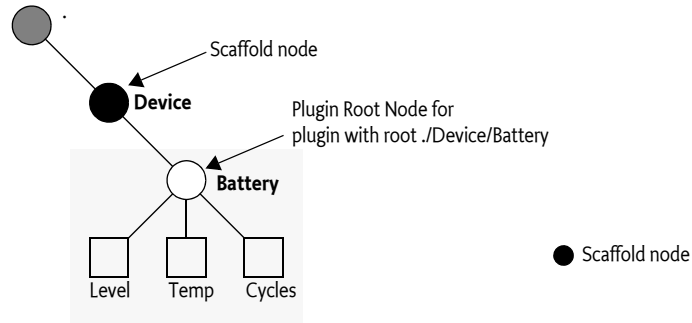 .
Scaffold node
Device
Plugin Root Node for
plugin with root ./Device/Battery
Battery
Level Temp Cycles
Scaffold node